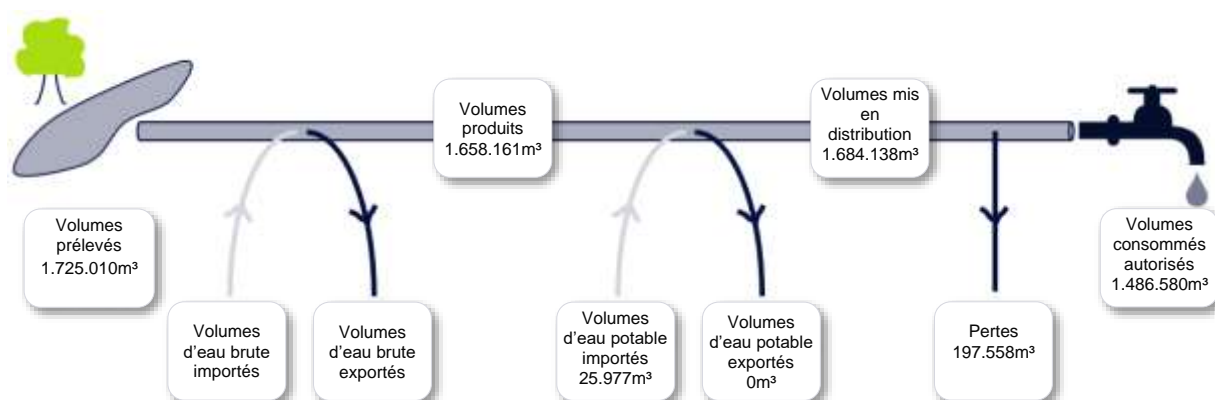 Volumes
produits
1.658.161m³
Volumes mis
en
distribution
1.684.138m³
Volumes
prélevés
1.725.010m³
Volumes
consommés
autorisés
1.486.580m³
Volumes
d’eau brute
importés
Volumes
d’eau brute
exportés
Volumes
d’eau potable
importés
25.977m³
Volumes
d’eau potable
exportés
0m³
Pertes
197.558m³